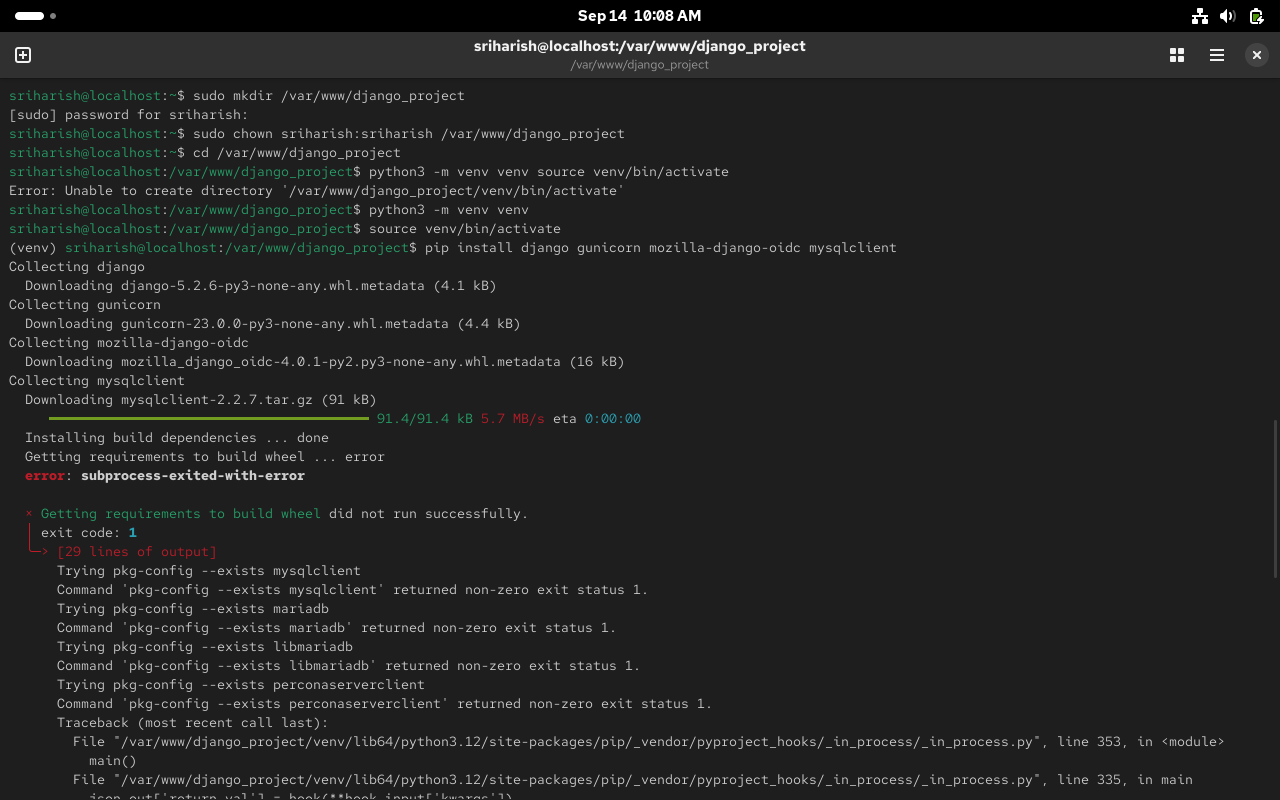 Sep 14 10:08 AM
sriharish@localhost:/var/www/django_project
/var/www/django_project
sriharish@localhost:~$ sudo mkdir /var/www/django_project
[sudo] password for sriharish:
sriharish@localhost:~$ sudo chown sriharish:sriharish /var/www/django_project
sriharish@localhost:~$ cd /var/www/django_project
sriharish@localhost:/var/www/django_project$ python3 -m venv venv source venv/bin/activate
Error: Unable to create directory '/var/www/django_project/venv/bin/activate'
sriharish@localhost:/var/www/django_project$ python3 -m venv venv
sriharish@localhost:/var/www/django_project$ source venv/bin/activate
(venv) sriharish@localhost:/var/www/django_project$ pip install django gunicorn mozilla-django-oidc mysqlclient
Collecting django
  Downloading django-5.2.6-py3-none-any.whl.metadata (4.1 kB)
Collecting gunicorn
  Downloading gunicorn-23.0.0-py3-none-any.whl.metadata (4.4 kB)
Collecting mozilla-django-oidc
  Downloading mozilla_django_oidc-4.0.1-py2.py3-none-any.whl.metadata (16 kB)
Collecting mysqlclient
  Downloading mysqlclient-2.2.7.tar.gz (91 kB)
91.4/91.4 kB 5.7 MB/s eta 0:00:00
  Installing build dependencies ... done
  Getting requirements to build wheel ... error
  error: subprocess-exited-with-error
  × Getting requirements to build wheel did not run successfully.
  │ exit code: 1
  ╰─> [29 lines of output]
      Trying pkg-config --exists mysqlclient
      Command 'pkg-config --exists mysqlclient' returned non-zero exit status 1.
      Trying pkg-config --exists mariadb
      Command 'pkg-config --exists mariadb' returned non-zero exit status 1.
      Trying pkg-config --exists libmariadb
      Command 'pkg-config --exists libmariadb' returned non-zero exit status 1.
      Trying pkg-config --exists perconaserverclient
      Command 'pkg-config --exists perconaserverclient' returned non-zero exit status 1.
      Traceback (most recent call last):
        File "/var/www/django_project/venv/lib64/python3.12/site-packages/pip/_vendor/pyproject_hooks/_in_process/_in_process.py", line 353, in <module>
          main()
        File "/var/www/django_project/venv/lib64/python3.12/site-packages/pip/_vendor/pyproject_hooks/_in_process/_in_process.py", line 335, in main
          json_out['return_val'] = hook(**hook_input['kwargs'])